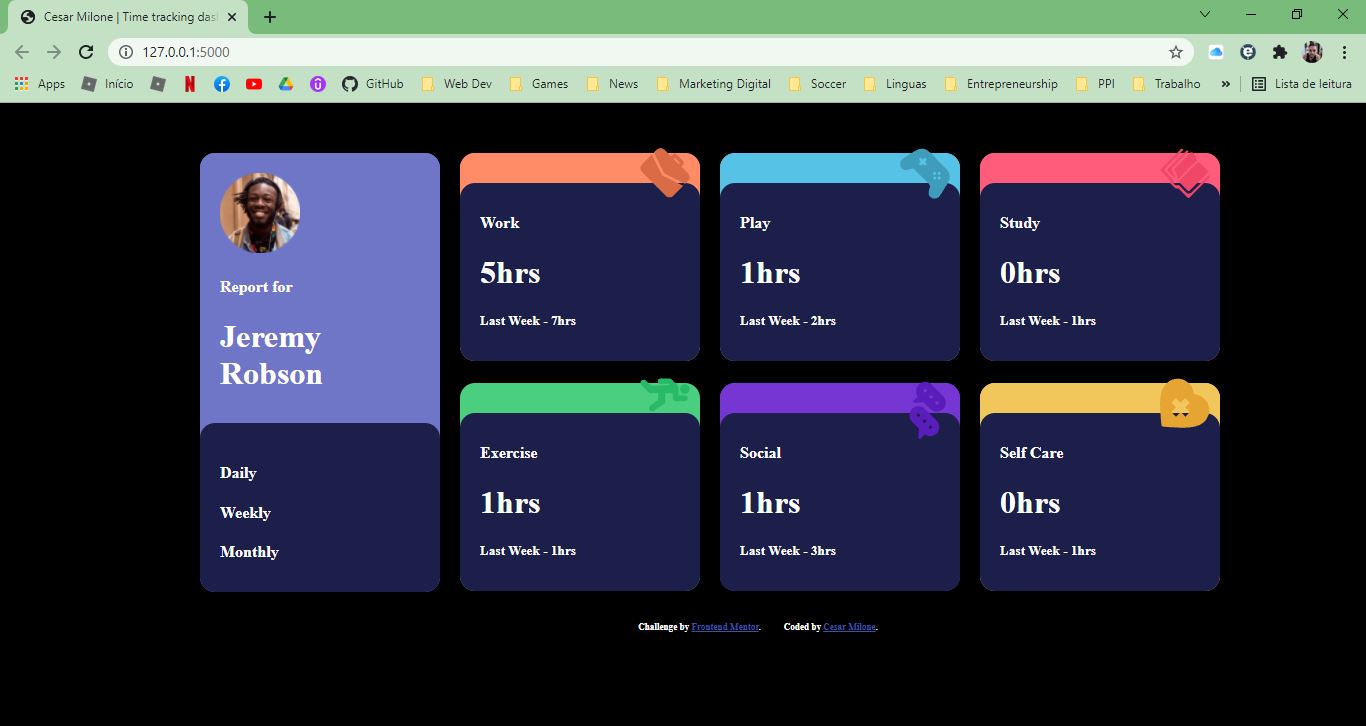 Cesar Milone | Time tracking das
127.0.0.1:5000
Apps
Início
GitHub
Web Dev
Games
News
Marketing Digital
Soccer
Linguas
Entrepreneurship
PPI
Trabalho
»
Lista de leitura
Report for
Jeremy
Robson
Daily
Weekly
Monthly
Work
5hrs
Last Week - 7hrs
Play
1hrs
Last Week - 2hrs
Study
0hrs
Last Week - 1hrs
Exercise
1hrs
Last Week - 1hrs
Social
1hrs
Last Week - 3hrs
Self Care
0hrs
Last Week - 1hrs
Challenge by Frontend Mentor. Coded by Cesar Milone.